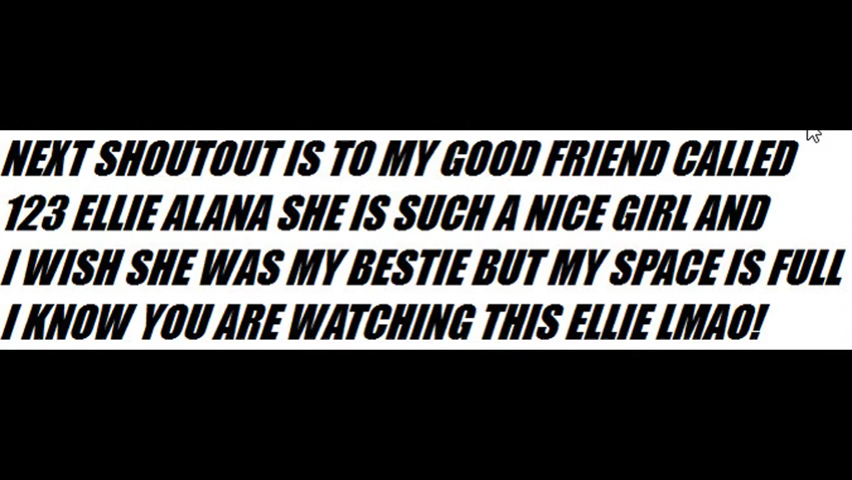 NEXT SHOUTOUT IS TO MY GOOD FRIEND CALLED
123 ELLIE ALANA SHE IS SUCH A NICE GIRL AND
I WISH SHE WAS MY BESTIE BUT MY SPACE IS FULL
I KNOW YOU ARE WATCHING THIS ELLIE LMAO!